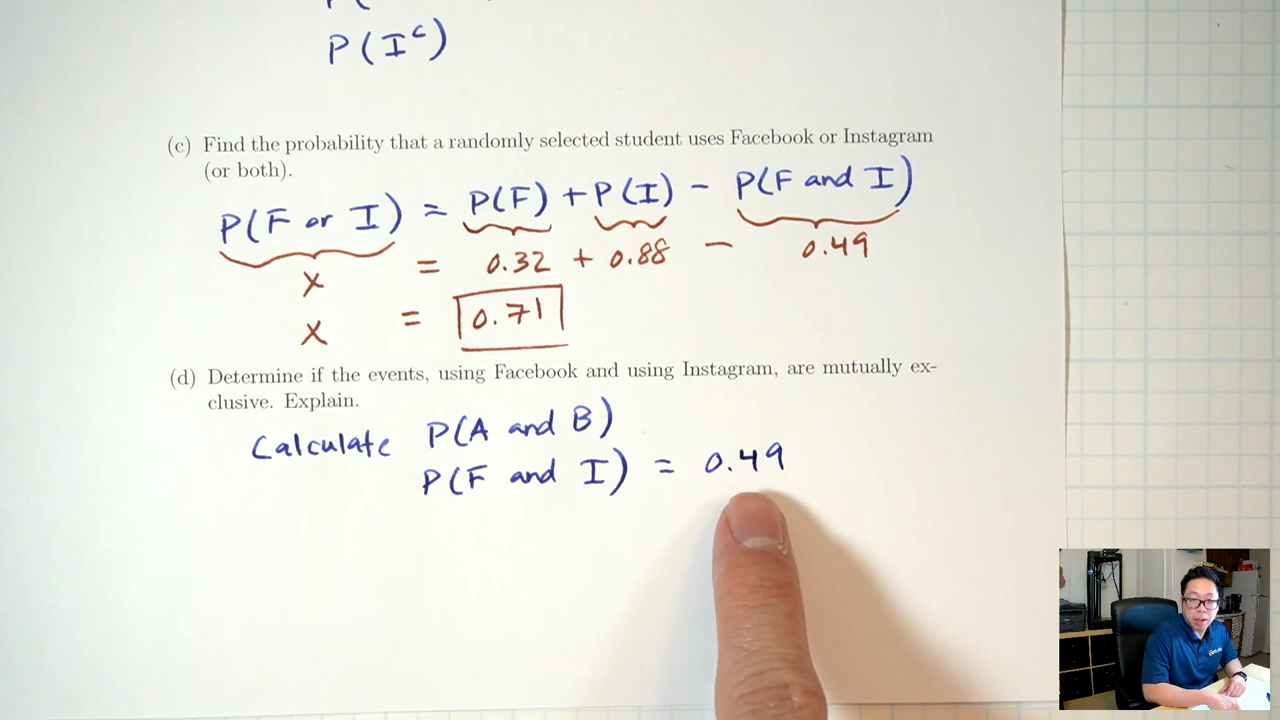 P(
P(Iᶜ)
(c) Find the probability that a randomly selected student uses Facebook or Instagram
(or both).
P(F or I) = P(F) + P(I) - P(F and I)
x = 0.32 + 0.88 - 0.49
x = 0.71
(d) Determine if the events, using Facebook and using Instagram, are mutually ex-
clusive. Explain.
Calculate P(A and B)
P(F and I) = 0.49